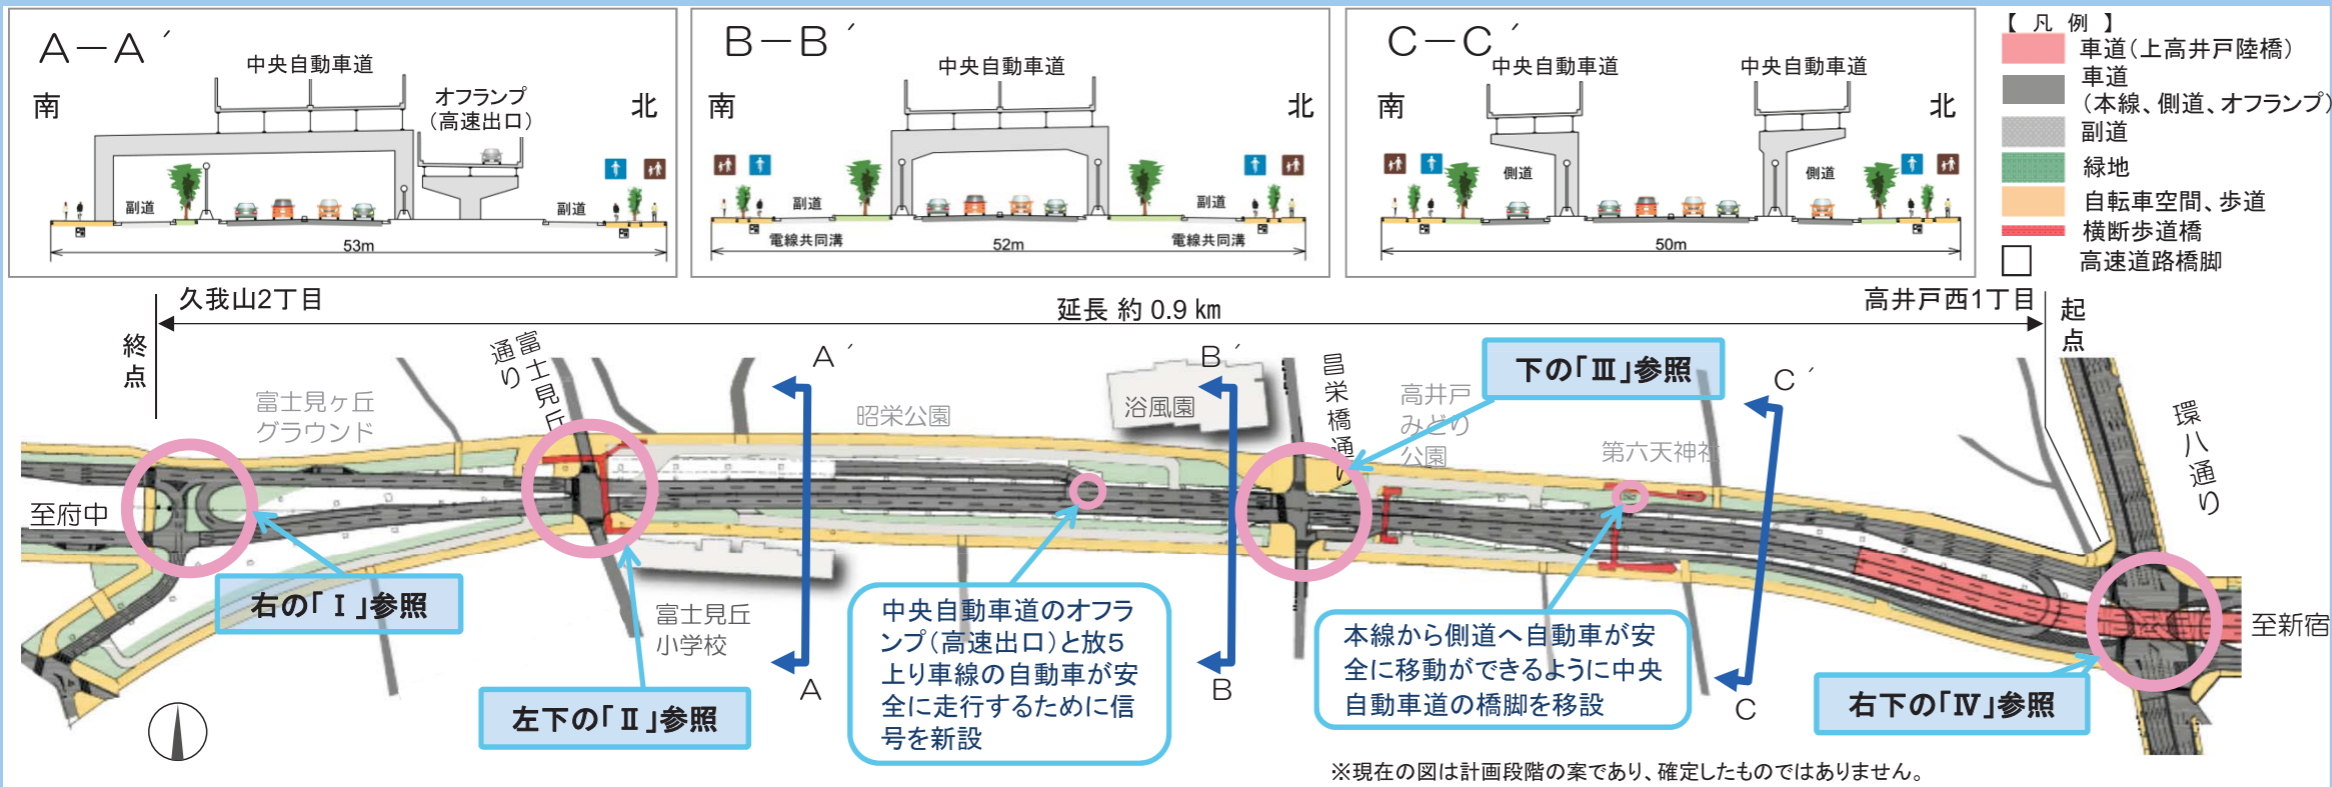 A－A´
中央自動車道
南
オフランプ
（高速出口）
北
副道
副道
53m
B－B´
中央自動車道
南
北
副道
副道
電線共同溝
52m
電線共同溝
C－C´
中央自動車道
中央自動車道
南
北
側道
側道
50m
【 凡 例 】
車道（上高井戸陸橋）
車道
（本線、側道、オフランプ）
副道
緑地
自転車空間、歩道
横断歩道橋
高速道路橋脚
久我山2丁目
延長 約 0.9 km
高井戸西1丁目
終点
起点
富士見ヶ丘
グラウンド
富士見丘
通り
A´
昭栄公園
B´
浴風園
昌栄橋通り
高井戸
みどり
公園
下の「Ⅲ」参照
第六天神社
C´
環八通り
至府中
至新宿
右の「Ⅰ」参照
富士見丘
小学校
左下の「Ⅱ」参照
A
中央自動車道のオフラ
ンプ（高速出口）と放5
上り車線の自動車が安
全に走行するために信
号を新設
B
本線から側道へ自動車が安
全に移動ができるように中央
自動車道の橋脚を移設
C
右下の「Ⅳ」参照
※現在の図は計画段階の案であり、確定したものではありません。